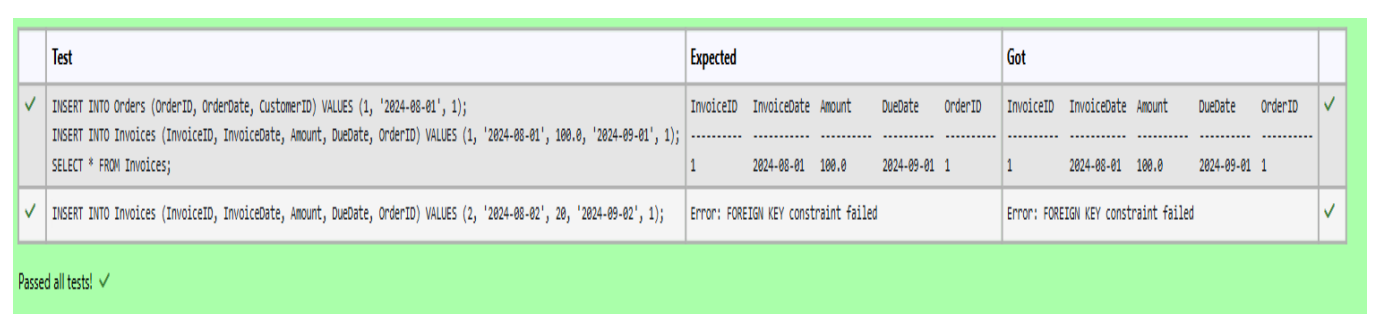 Test Expected Got
✓ INSERT INTO Orders (OrderID, OrderDate, CustomerID) VALUES (1, '2024-08-01', 1); InvoiceID InvoiceDate Amount DueDate OrderID InvoiceID InvoiceDate Amount DueDate OrderID ✓
INSERT INTO Invoices (InvoiceID, InvoiceDate, Amount, DueDate, OrderID) VALUES (1, '2024-08-01', 100.0, '2024-09-01', 1); ---------- ----------- ---------- ---------- ---------- ---------- ----------- ---------- ---------- ----------
SELECT * FROM Invoices; 1 2024-08-01 100.0 2024-09-01 1 1 2024-08-01 100.0 2024-09-01 1
✓ INSERT INTO Invoices (InvoiceID, InvoiceDate, Amount, DueDate, OrderID) VALUES (2, '2024-08-02', 20, '2024-09-02', 1); Error: FOREIGN KEY constraint failed Error: FOREIGN KEY constraint failed ✓
Passed all tests! ✓